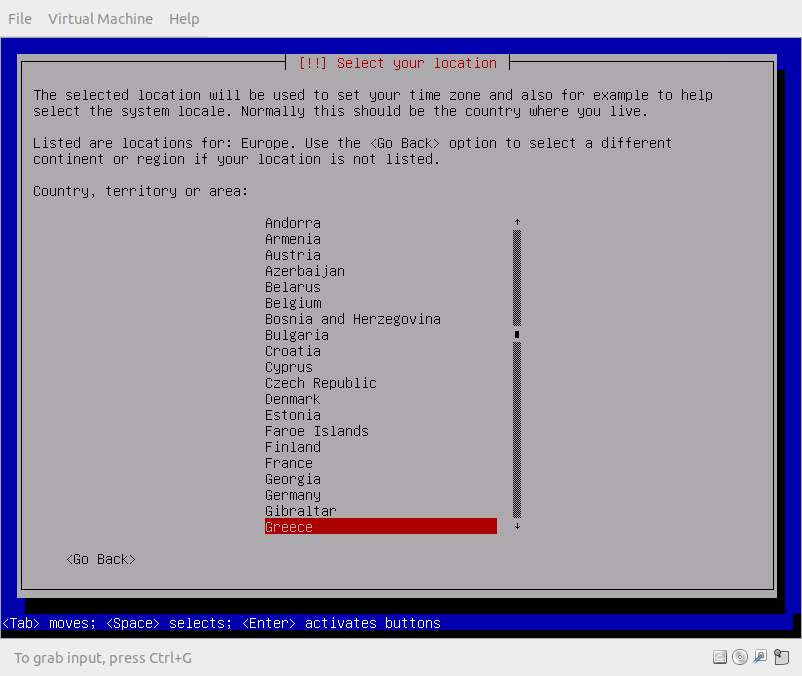 File Virtual Machine Help
[!!] Select your location
The selected location will be used to set your time zone and also for example to help
select the system locale. Normally this should be the country where you live.
Listed are locations for: Europe. Use the <Go Back> option to select a different
continent or region if your location is not listed.
Country, territory or area:
Andorra
Armenia
Austria
Azerbaijan
Belarus
Belgium
Bosnia and Herzegovina
Bulgaria
Croatia
Cyprus
Czech Republic
Denmark
Estonia
Faroe Islands
Finland
France
Georgia
Germany
Gibraltar
Greece
<Go Back>
<Tab> moves; <Space> selects; <Enter> activates buttons
To grab input, press Ctrl+G